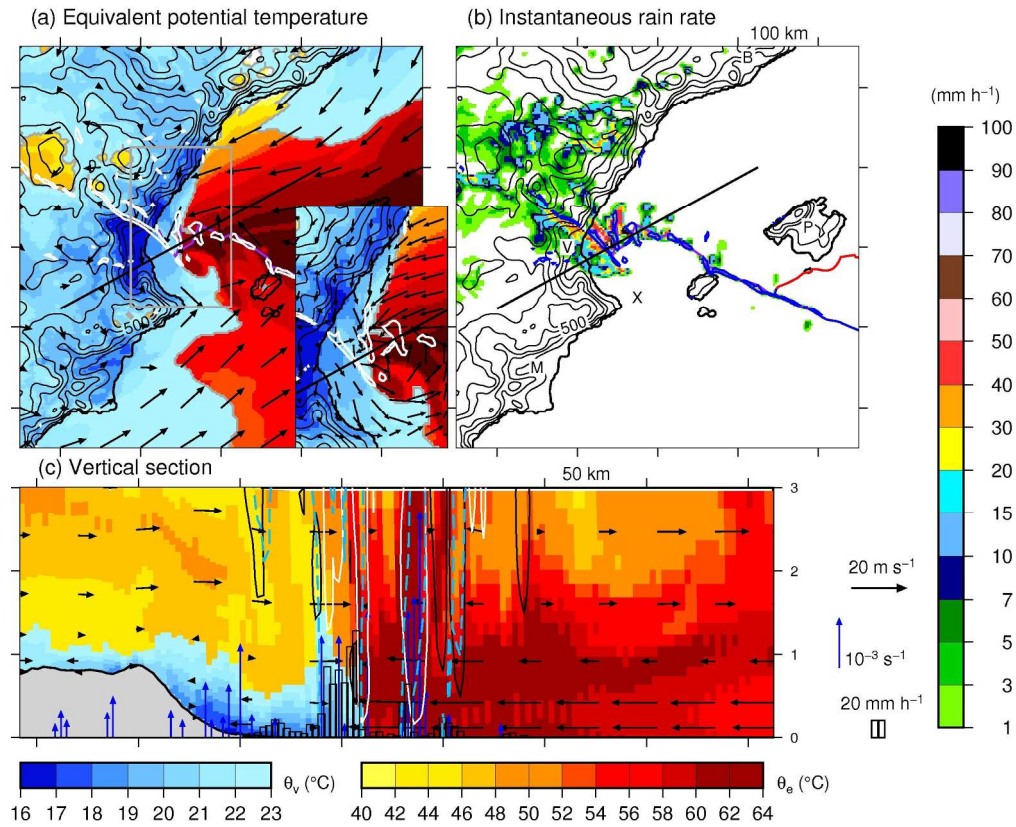 (a) Equivalent potential temperature
(b) Instantaneous rain rate
100 km
B
(mm h⁻¹)
100
90
80
70
60
50
40
30
20
15
10
7
5
3
1
P
V
X
500
M
500
(c) Vertical section
50 km
3
2
1
0
20 m s⁻¹
10⁻³ s⁻¹
20 mm h⁻¹
θv (°C)
16 17 18 19 20 21 22 23
θe (°C)
40 42 44 46 48 50 52 54 56 58 60 62 64